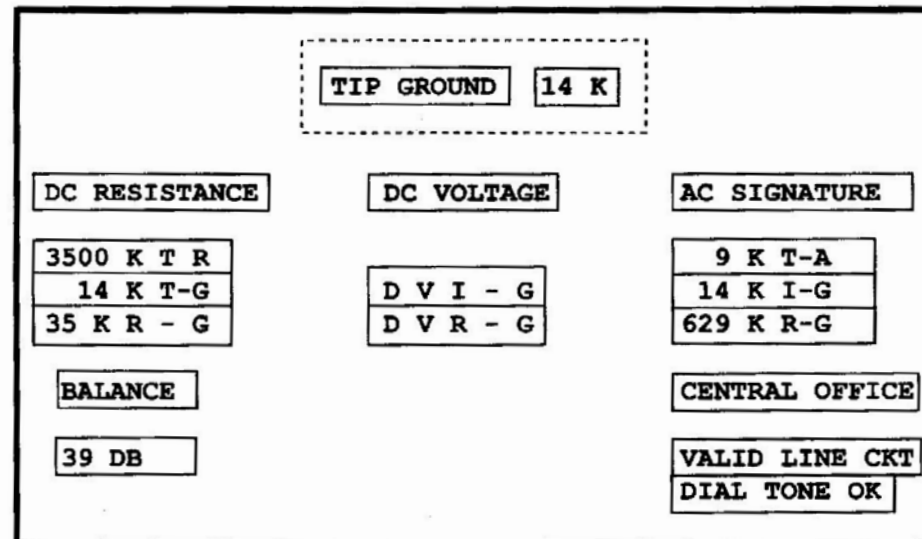 TIP GROUND 14 K
DC RESISTANCE DC VOLTAGE AC SIGNATURE
3500 K T R 9 K T-A
14 K T-G D V I - G 14 K I-G
35 K R - G D V R - G 629 K R-G
BALANCE CENTRAL OFFICE
39 DB VALID LINE CKT
DIAL TONE OK